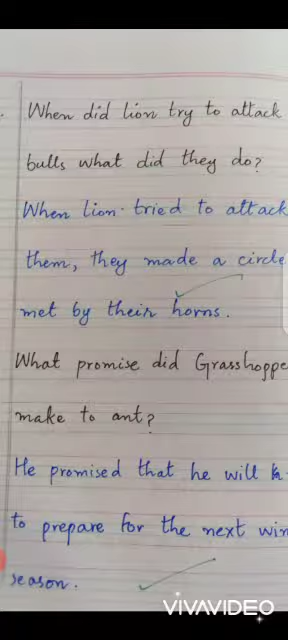 When did lion try to attack
bulls what did they do?
When lion tried to attack
them, they made a circle
met by their horns.
What promise did Grasshoppe
make to ant?
He promised that he will
to prepare for the next win
season.
VIVAVIDEO